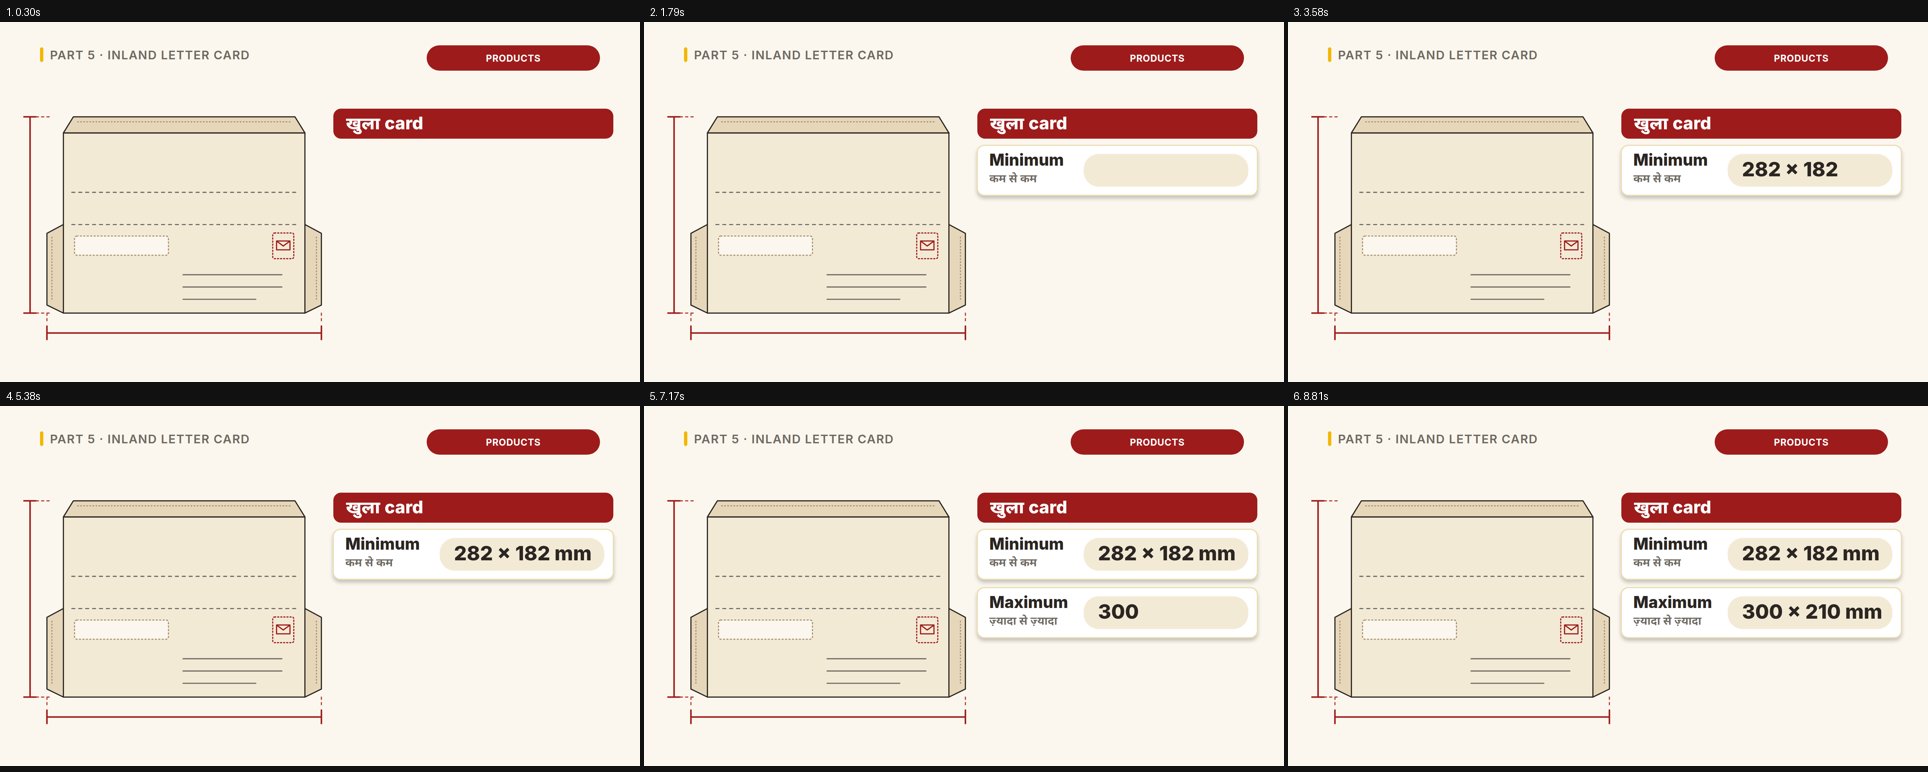 1. 0.30s
PART 5 · INLAND LETTER CARD
PRODUCTS
खुला card
2. 1.79s
PART 5 · INLAND LETTER CARD
PRODUCTS
खुला card
Minimum
कम से कम
3. 3.58s
PART 5 · INLAND LETTER CARD
PRODUCTS
खुला card
Minimum
कम से कम
282 × 182
4. 5.38s
PART 5 · INLAND LETTER CARD
PRODUCTS
खुला card
Minimum
कम से कम
282 × 182 mm
5. 7.17s
PART 5 · INLAND LETTER CARD
PRODUCTS
खुला card
Minimum
कम से कम
282 × 182 mm
Maximum
ज़्यादा से ज़्यादा
300
6. 8.81s
PART 5 · INLAND LETTER CARD
PRODUCTS
खुला card
Minimum
कम से कम
282 × 182 mm
Maximum
ज़्यादा से ज़्यादा
300 × 210 mm